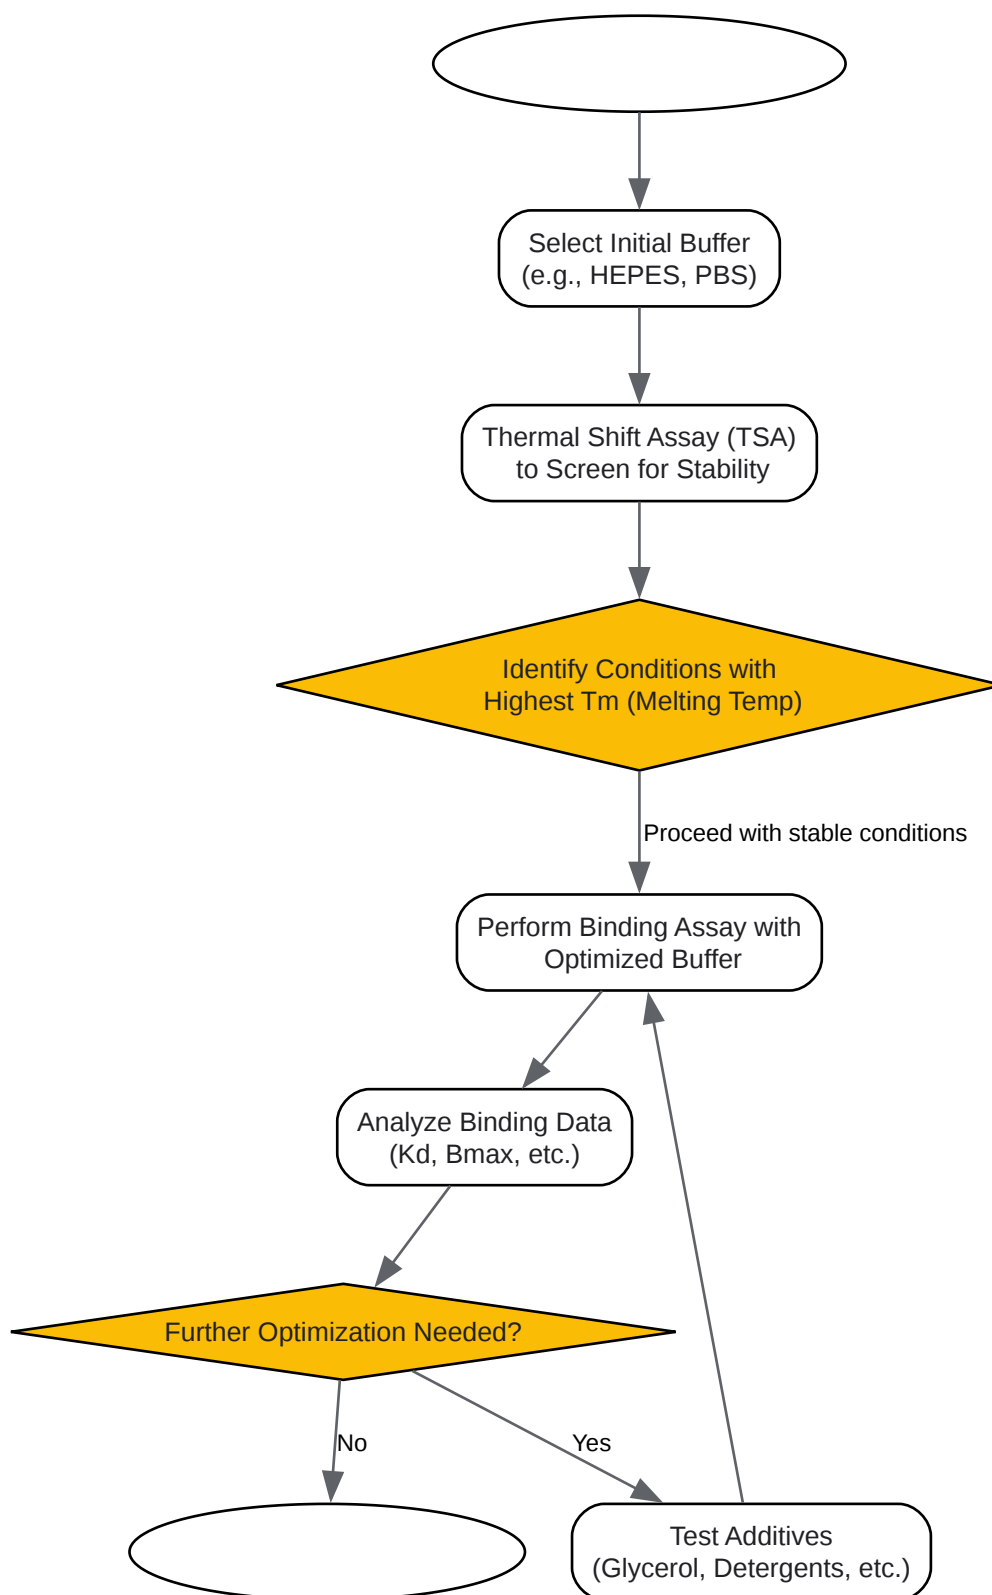 Select Initial Buffer
(e.g., HEPES, PBS)
Thermal Shift Assay (TSA)
to Screen for Stability
Identify Conditions with
Highest Tm (Melting Temp)
Proceed with stable conditions
Perform Binding Assay with
Optimized Buffer
Analyze Binding Data
(Kd, Bmax, etc.)
Further Optimization Needed?
No
Yes
Test Additives
(Glycerol, Detergents, etc.)